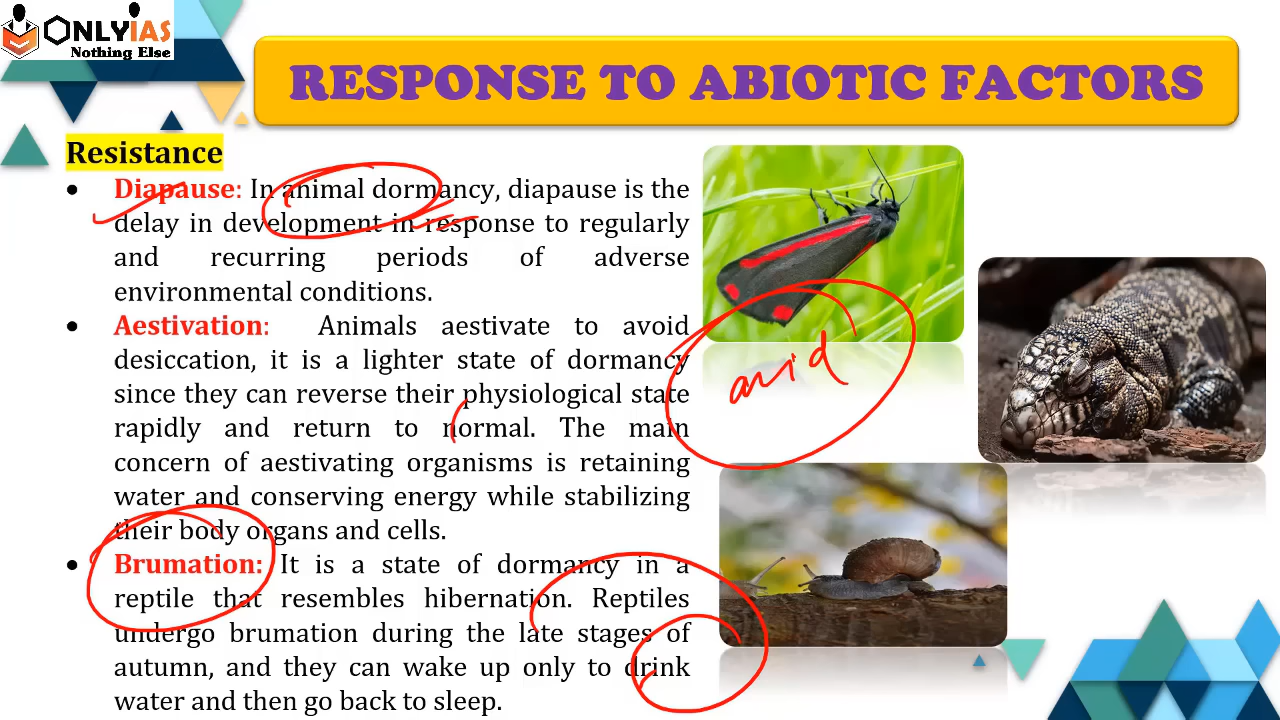 ONLYIAS
Nothing Else
RESPONSE TO ABIOTIC FACTORS
Resistance
• Diapause: In animal dormancy, diapause is the
delay in development in response to regularly
and recurring periods of adverse
environmental conditions.
• Aestivation: Animals aestivate to avoid
desiccation, it is a lighter state of dormancy
since they can reverse their physiological state
rapidly and return to normal. The main
concern of aestivating organisms is retaining
water and conserving energy while stabilizing
their body organs and cells.
• Brumation: It is a state of dormancy in a
reptile that resembles hibernation. Reptiles
undergo brumation during the late stages of
autumn, and they can wake up only to drink
water and then go back to sleep.